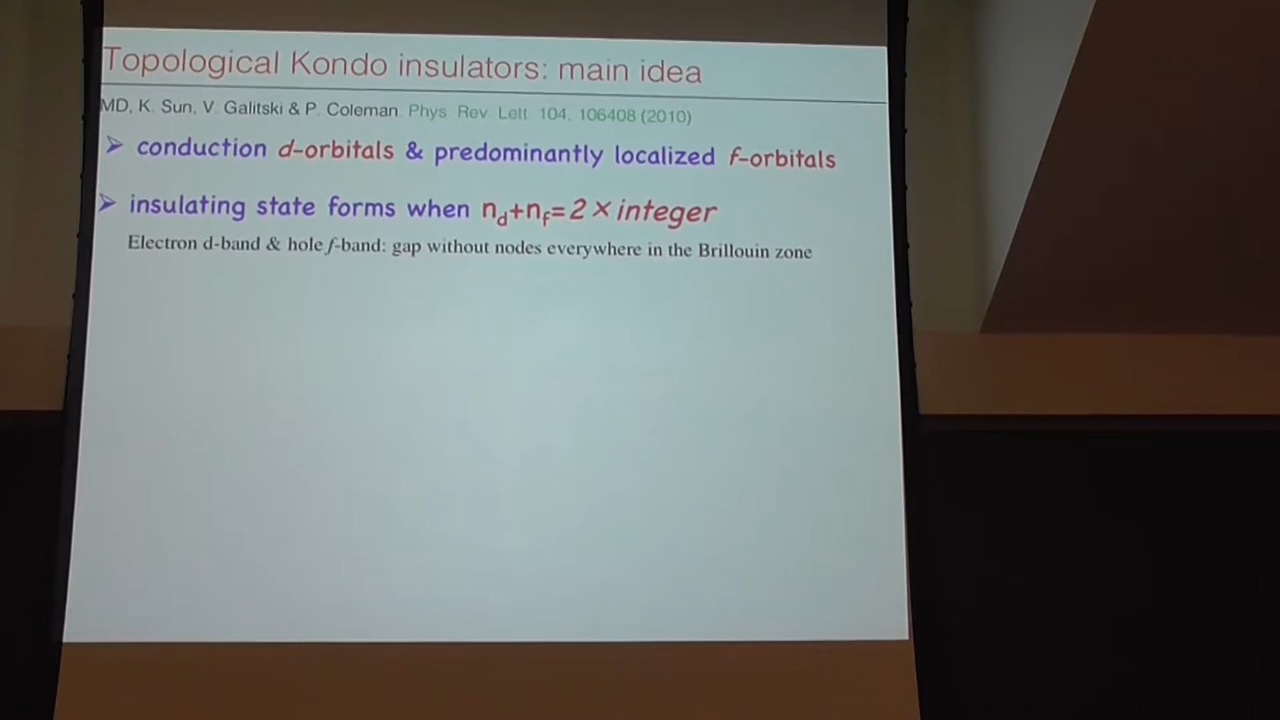 Topological Kondo insulators: main idea
MD, K. Sun, V. Galitski & P. Coleman. Phys. Rev. Lett. 104, 106408 (2010)
➢ conduction d-orbitals & predominantly localized f-orbitals
➢ insulating state forms when n_d+n_f=2×integer
Electron d-band & hole f-band: gap without nodes everywhere in the Brillouin zone